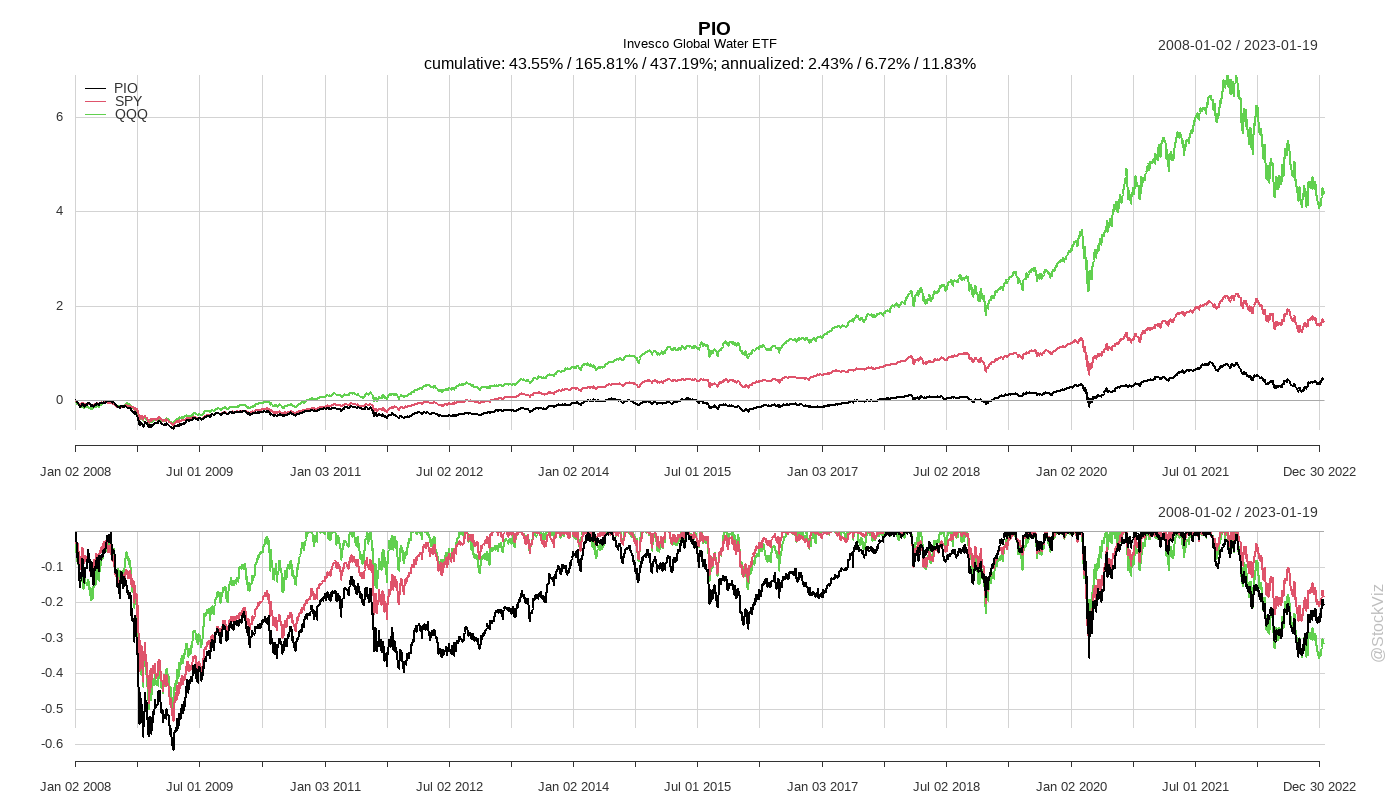 PIO
Invesco Global Water ETF
2008-01-02 / 2023-01-19
cumulative: 43.55% / 165.81% / 437.19%; annualized: 2.43% / 6.72% / 11.83%
PIO
SPY
QQQ
6
4
2
0
Jan 02 2008 Jul 01 2009 Jan 03 2011 Jul 02 2012 Jan 02 2014 Jul 01 2015 Jan 03 2017 Jul 02 2018 Jan 02 2020 Jul 01 2021 Dec 30 2022
2008-01-02 / 2023-01-19
-0.1
-0.2
-0.3
-0.4
-0.5
-0.6
Jan 02 2008 Jul 01 2009 Jan 03 2011 Jul 02 2012 Jan 02 2014 Jul 01 2015 Jan 03 2017 Jul 02 2018 Jan 02 2020 Jul 01 2021 Dec 30 2022
@StockViz